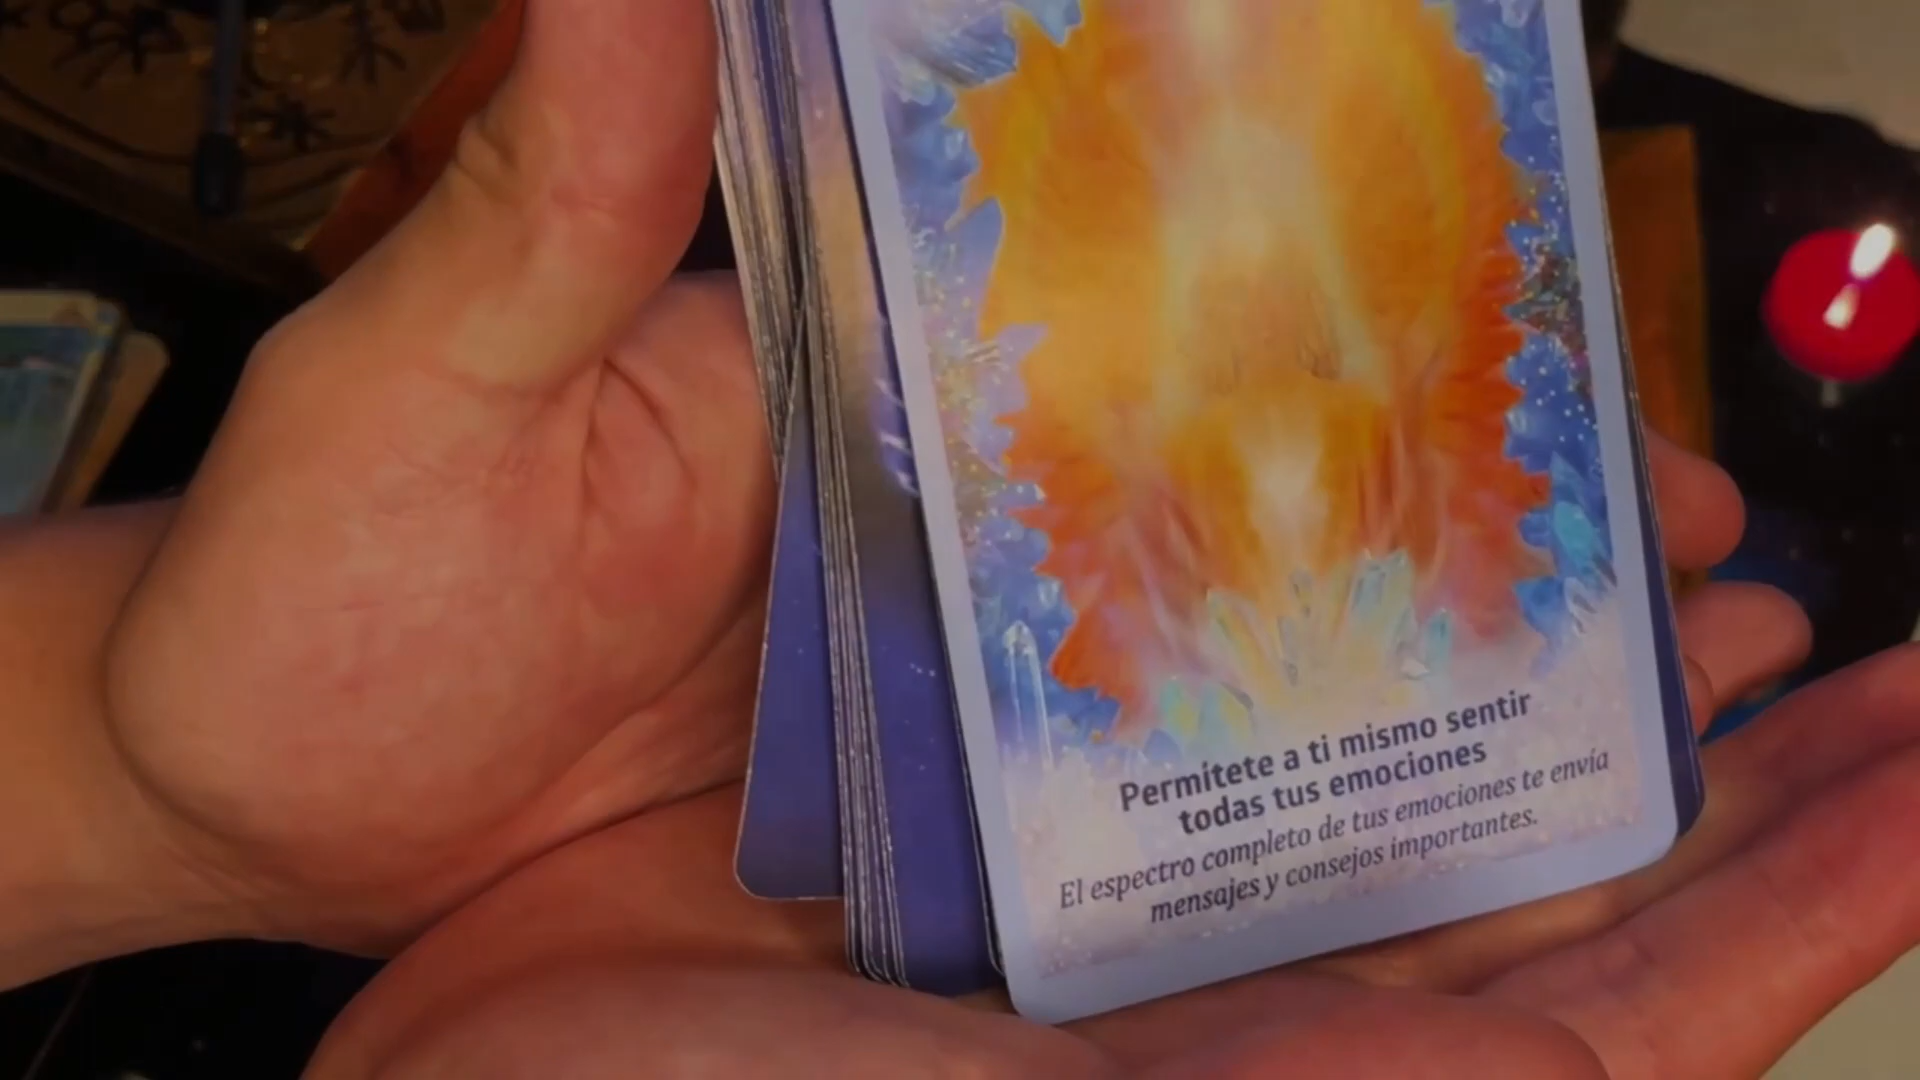 Permítete a ti mismo sentir
todas tus emociones
El espectro completo de tus emociones te envía
mensajes y consejos importantes.